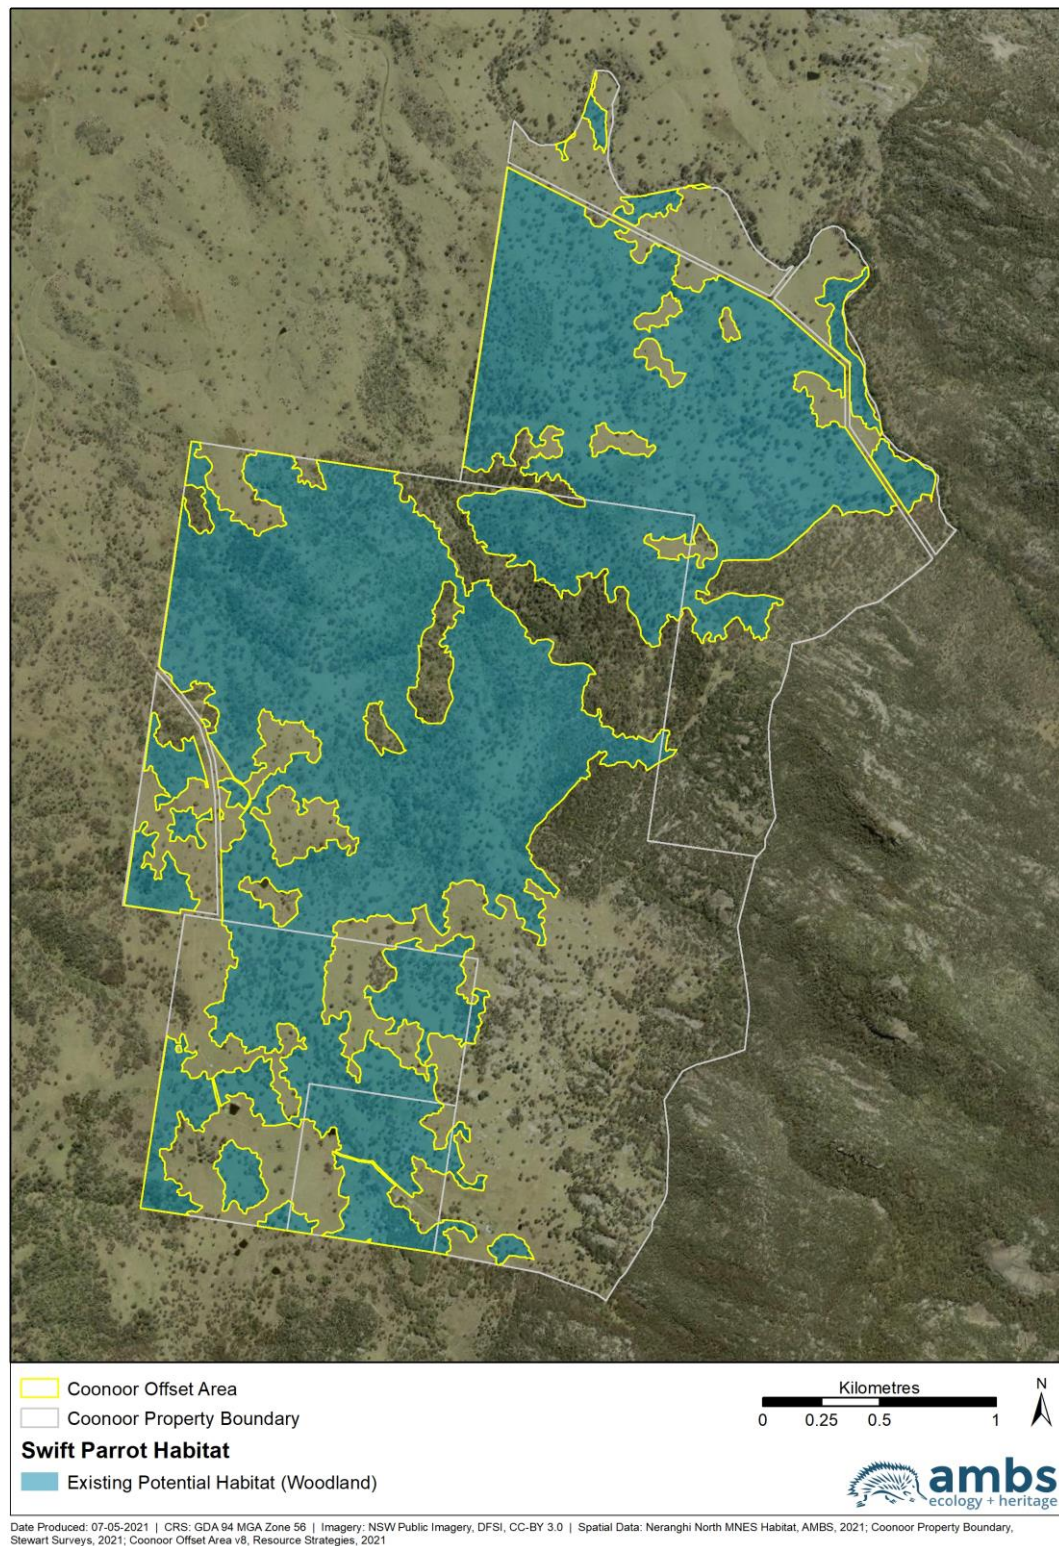 Coonoor Offset Area
Coonoor Property Boundary
Swift Parrot Habitat
Existing Potential Habitat (Woodland)
Kilometres
0 0.25 0.5 1
N
ambs
ecology + heritage
Date Produced: 07-05-2021 | CRS: GDA 94 MGA Zone 56 | Imagery: NSW Public Imagery, DFSI, CC-BY 3.0 | Spatial Data: Neranghi North MNES Habitat, AMBS, 2021; Coonoor Property Boundary,
Stewart Surveys, 2021; Coonoor Offset Area v8, Resource Strategies, 2021